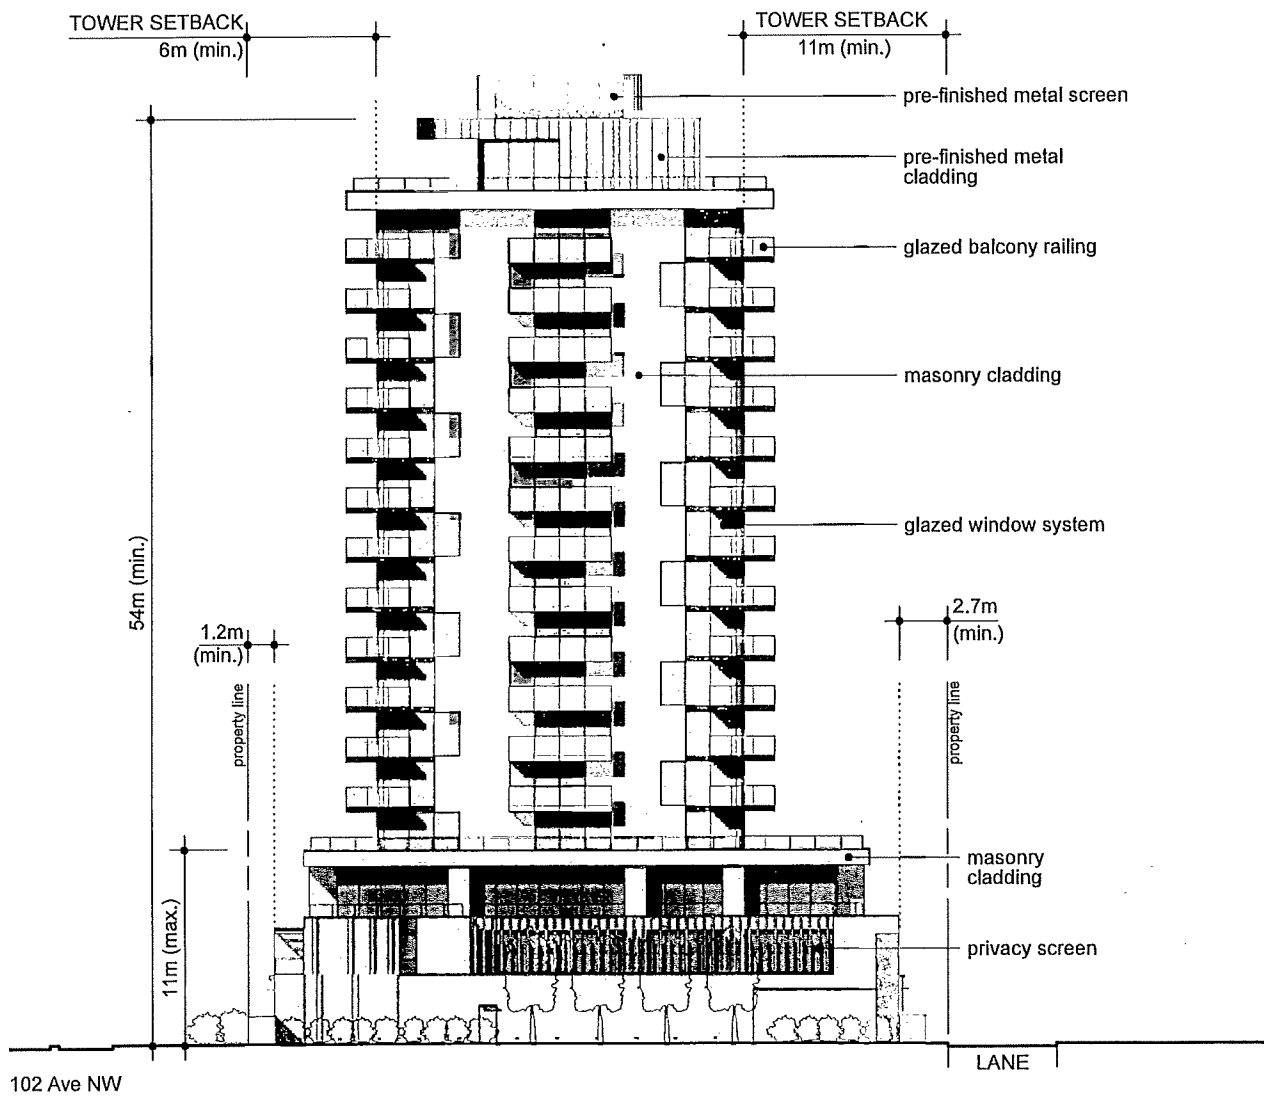 TOWER SETBACK
6m (min.)
TOWER SETBACK
11m (min.)
pre-finished metal screen
pre-finished metal
cladding
glazed balcony railing
masonry cladding
glazed window system
54m (min.)
1.2m
(min.)
2.7m
(min.)
property line
property line
masonry
cladding
11m (max.)
privacy screen
LANE
102 Ave NW